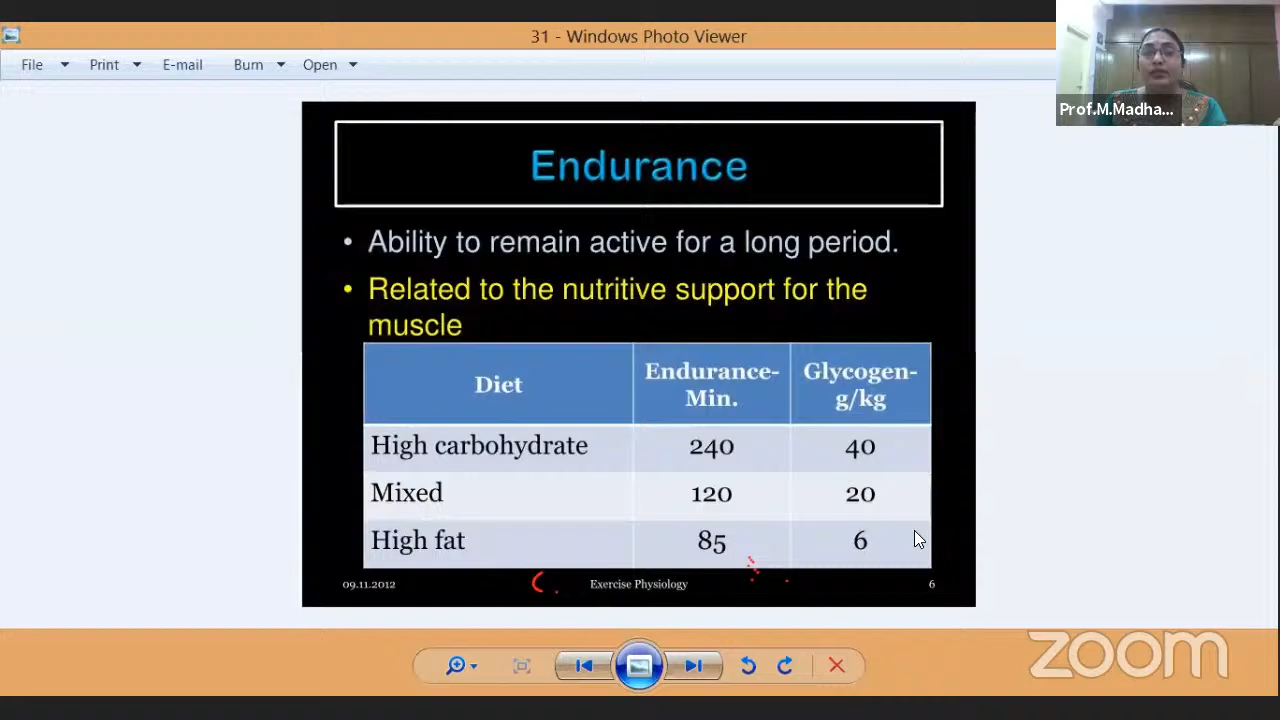 31 - Windows Photo Viewer
File Print E-mail Burn Open
Prof.M.Madha...
Endurance
• Ability to remain active for a long period.
• Related to the nutritive support for the
muscle
Diet Endurance- Glycogen-
Min. g/kg
High carbohydrate 240 40
Mixed 120 20
High fat 85 6
09.11.2012 Exercise Physiology 6
zoom